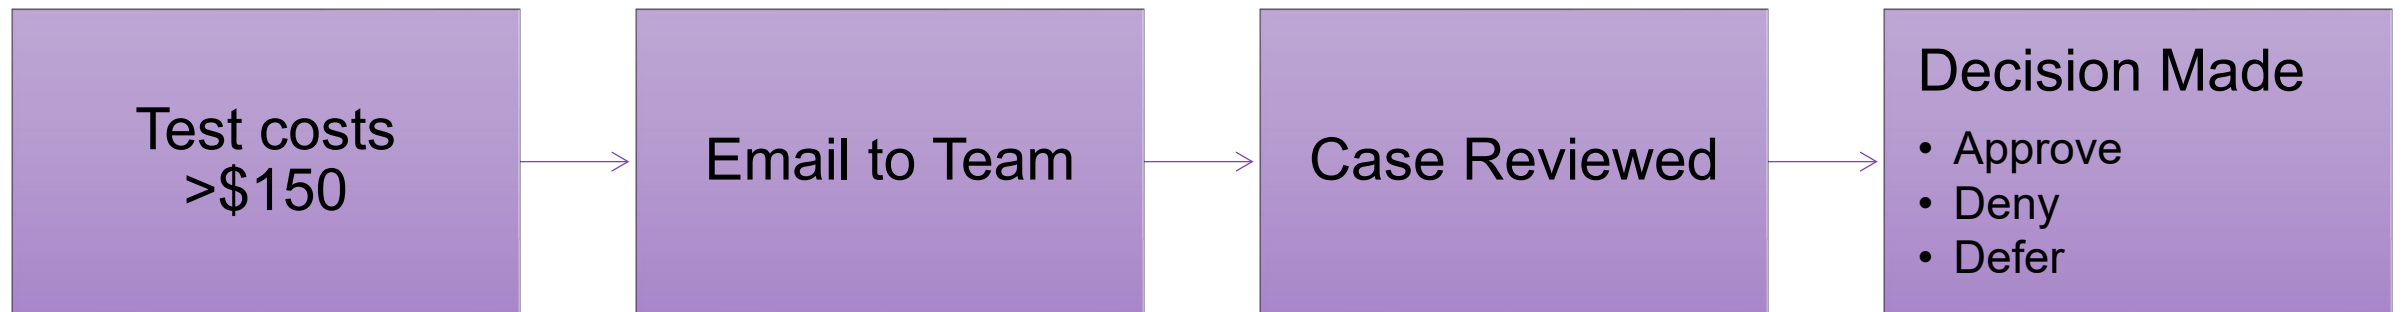 Test costs
>$150
Email to Team
Case Reviewed
Decision Made
• Approve
• Deny
• Defer